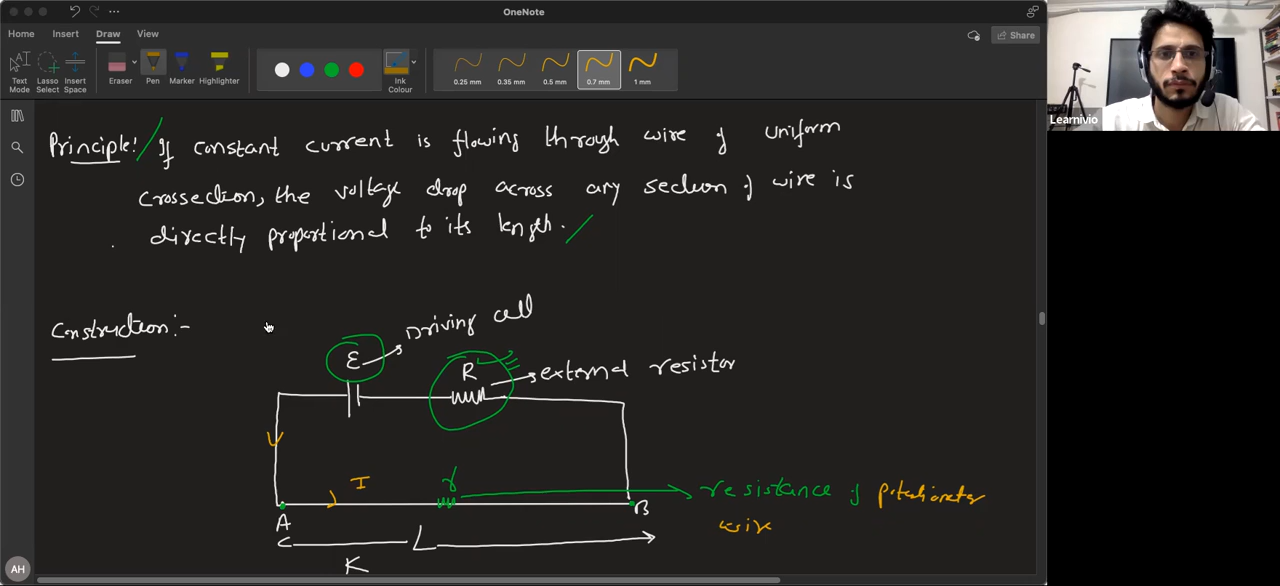 OneNote
Home Insert Draw View
Share
Text Mode
Lasso Select
Insert Space
Eraser
Pen
Marker
Highlighter
Ink Colour
0.25 mm
0.35 mm
0.5 mm
0.7 mm
1 mm
Learnivio
Principle! If constant current is flowing through wire of uniform
crossection, the voltage drop across any section of wire is
directly proportional to its length.
Construction:-
Driving cell
ε
R
external resistor
I
r
resistance of potentiometer
wire
A
B
L
K
AH